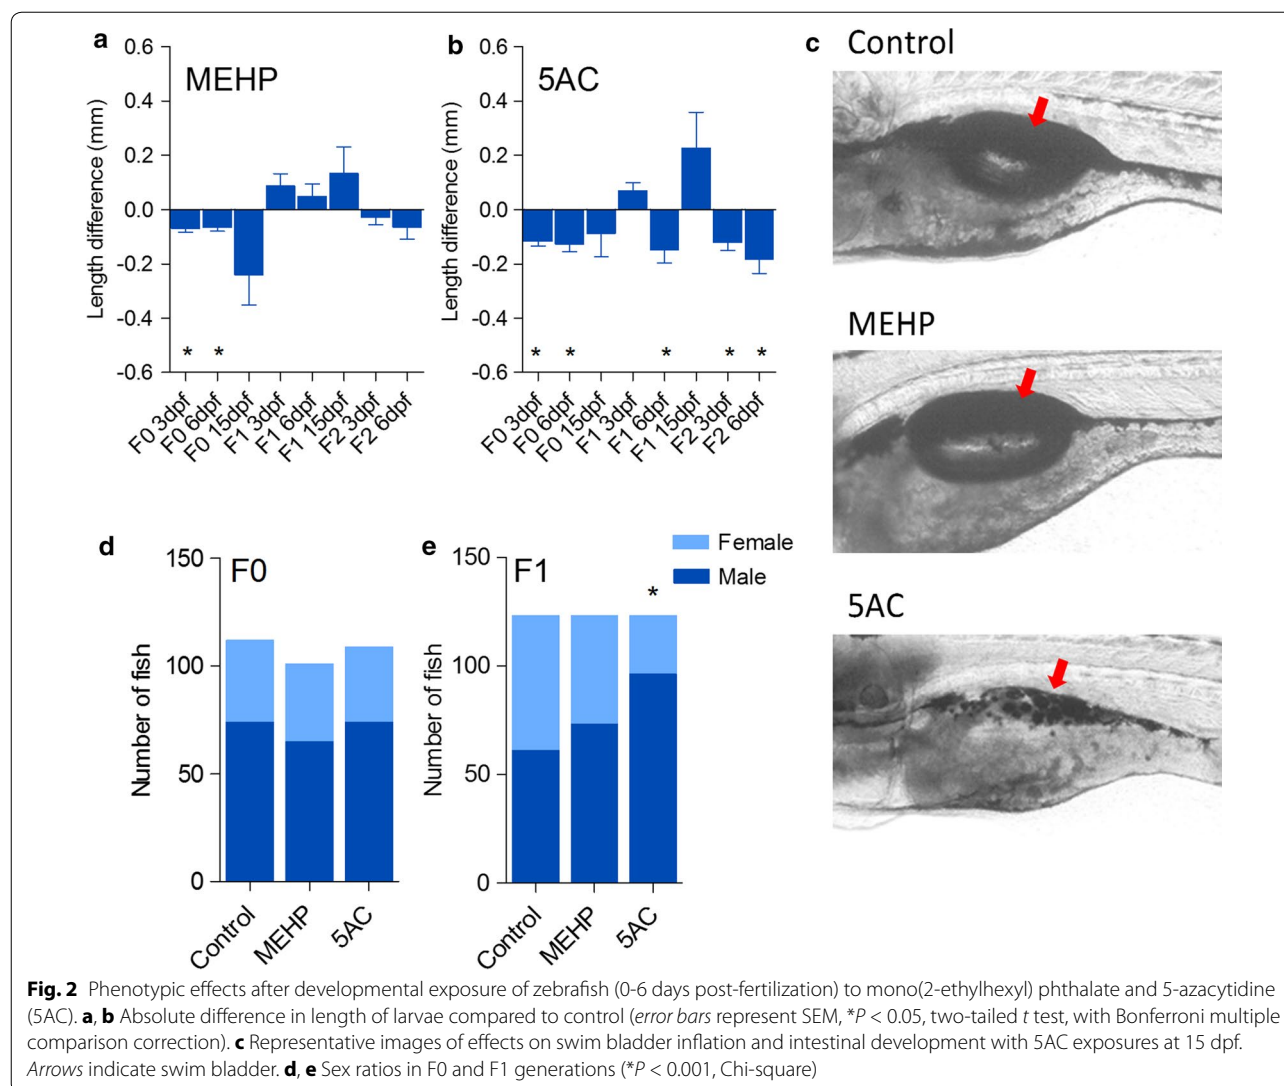 a
MEHP
Length difference (mm)
0.6
0.4
0.2
0.0
-0.2
-0.4
-0.6
* *
F0 3dpf
F0 6dpf
F0 15dpf
F1 3dpf
F1 6dpf
F1 15dpf
F2 3dpf
F2 6dpf
b
5AC
Length difference (mm)
0.6
0.4
0.2
0.0
-0.2
-0.4
-0.6
* * * * *
F0 3dpf
F0 6dpf
F0 15dpf
F1 3dpf
F1 6dpf
F1 15dpf
F2 3dpf
F2 6dpf
c Control
MEHP
5AC
d
F0
Number of fish
150
100
50
0
Control
MEHP
5AC
e
F1
Number of fish
150
100
50
0
*
Control
MEHP
5AC
Female
Male
Fig. 2 Phenotypic effects after developmental exposure of zebrafish (0-6 days post-fertilization) to mono(2-ethylhexyl) phthalate and 5-azacytidine
(5AC). a, b Absolute difference in length of larvae compared to control (error bars represent SEM, *P < 0.05, two-tailed t test, with Bonferroni multiple
comparison correction). c Representative images of effects on swim bladder inflation and intestinal development with 5AC exposures at 15 dpf.
Arrows indicate swim bladder. d, e Sex ratios in F0 and F1 generations (*P < 0.001, Chi-square)